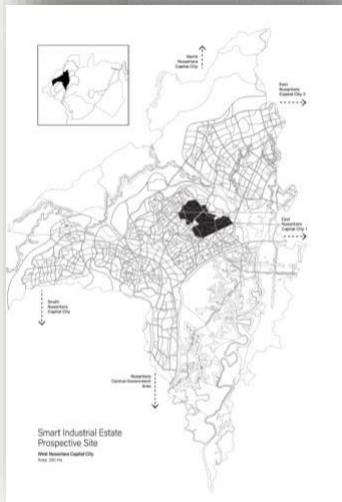 North
Nusantara
Capital City
East
Nusantara
Capital City 2
East
Nusantara
Capital City 1
South
Nusantara
Capital City
Nusantara
Central Government
Area
Smart Industrial Estate
Prospective Site
West Nusantara Capital City